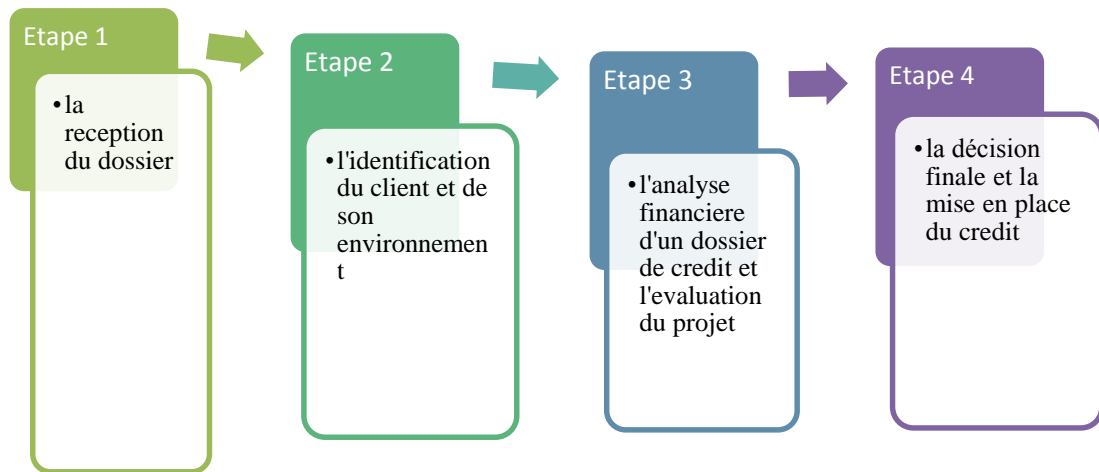 Etape 1
•la
reception
du dossier
Etape 2
•l'identification
du client et de
son
environnemen
t
Etape 3
•l'analyse
financiere
d'un dossier
de credit et
l'evaluation
du projet
Etape 4
•la décision
finale et la
mise en place
du credit